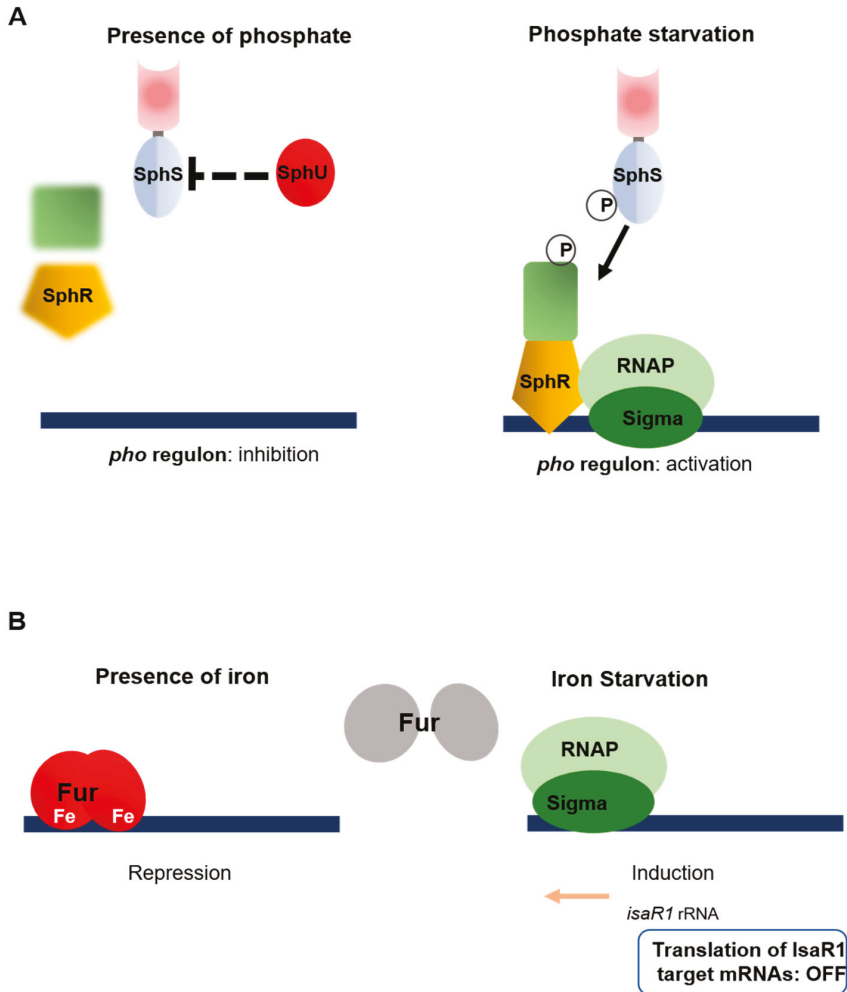 A
Presence of phosphate
Phosphate starvation
SphS
SphU
SphS
P
P
SphR
SphR
RNAP
Sigma
pho regulon: inhibition
pho regulon: activation
B
Presence of iron
Iron Starvation
Fur
RNAP
Fur
Sigma
Fe
Fe
Repression
Induction
isaR1 rRNA
Translation of IsaR1
target mRNAs: OFF